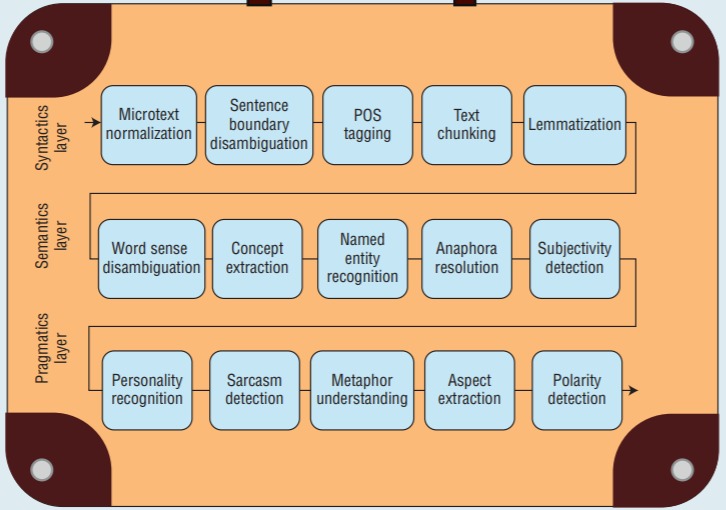 Syntactics
layer
Microtext
normalization
Sentence
boundary
disambiguation
POS
tagging
Text
chunking
Lemmatization
Semantics
layer
Word sense
disambiguation
Concept
extraction
Named
entity
recognition
Anaphora
resolution
Subjectivity
detection
Pragmatics
layer
Personality
recognition
Sarcasm
detection
Metaphor
understanding
Aspect
extraction
Polarity
detection